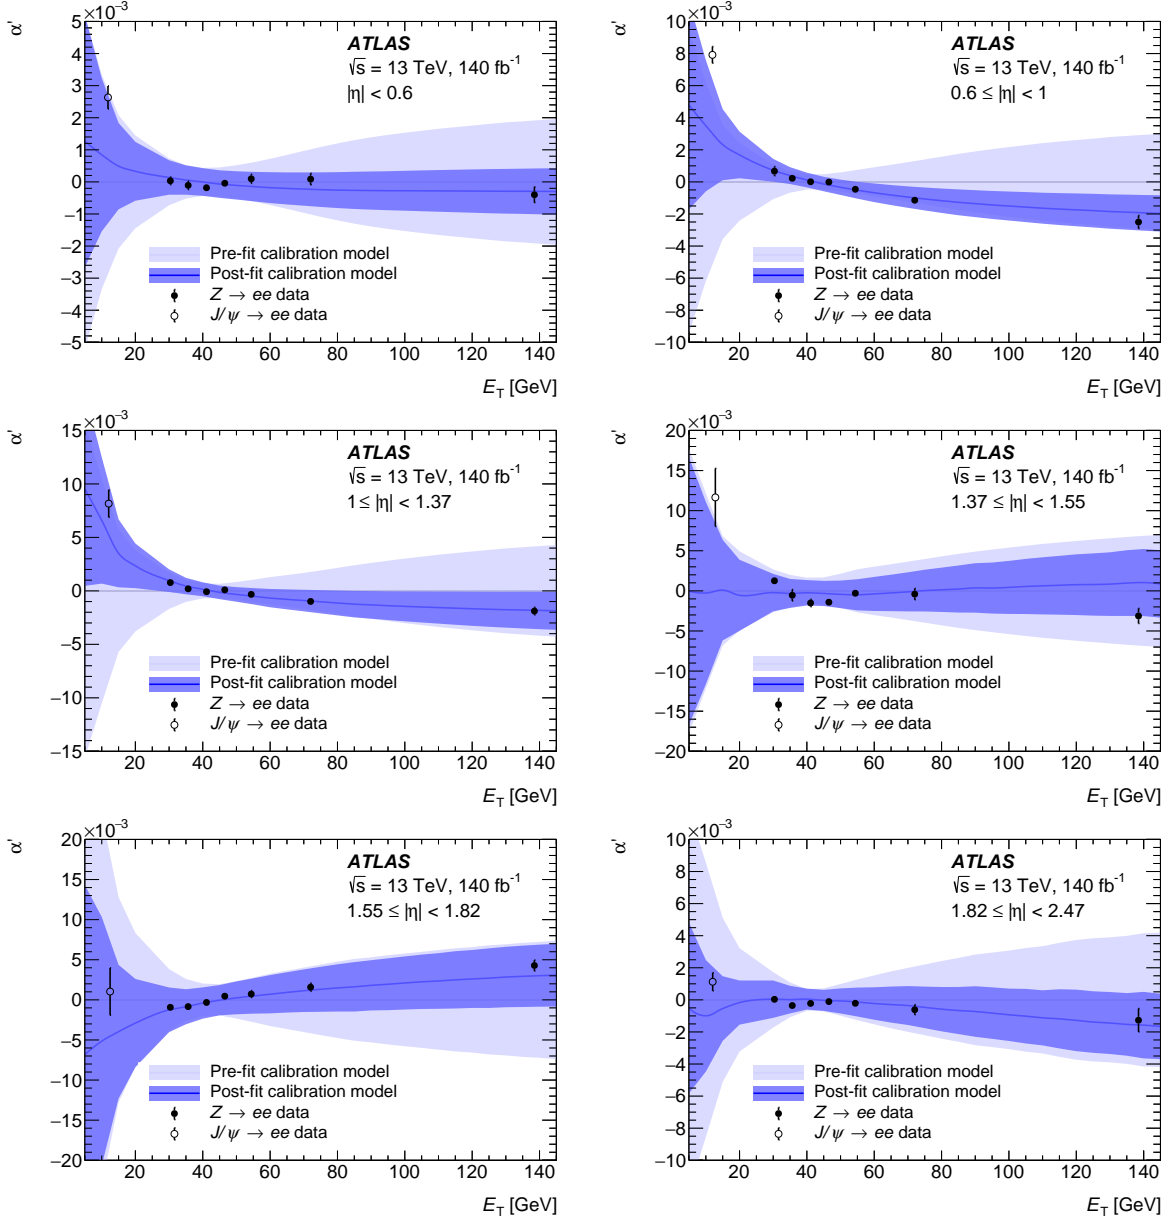 α′
×10⁻³
5
4
3
2
1
0
−1
−2
−3
−4
−5
ATLAS
√s = 13 TeV, 140 fb⁻¹
|η| < 0.6
Pre-fit calibration model
Post-fit calibration model
Z → ee data
J/ψ → ee data
20 40 60 80 100 120 140
E_T [GeV]
α′
×10⁻³
10
8
6
4
2
0
−2
−4
−6
−8
−10
ATLAS
√s = 13 TeV, 140 fb⁻¹
0.6 ≤ |η| < 1
Pre-fit calibration model
Post-fit calibration model
Z → ee data
J/ψ → ee data
20 40 60 80 100 120 140
E_T [GeV]
α′
×10⁻³
15
10
5
0
−5
−10
−15
ATLAS
√s = 13 TeV, 140 fb⁻¹
1 ≤ |η| < 1.37
Pre-fit calibration model
Post-fit calibration model
Z → ee data
J/ψ → ee data
20 40 60 80 100 120 140
E_T [GeV]
α′
×10⁻³
20
15
10
5
0
−5
−10
−15
−20
ATLAS
√s = 13 TeV, 140 fb⁻¹
1.37 ≤ |η| < 1.55
Pre-fit calibration model
Post-fit calibration model
Z → ee data
J/ψ → ee data
20 40 60 80 100 120 140
E_T [GeV]
α′
×10⁻³
20
15
10
5
0
−5
−10
−15
−20
ATLAS
√s = 13 TeV, 140 fb⁻¹
1.55 ≤ |η| < 1.82
Pre-fit calibration model
Post-fit calibration model
Z → ee data
J/ψ → ee data
20 40 60 80 100 120 140
E_T [GeV]
α′
×10⁻³
10
8
6
4
2
0
−2
−4
−6
−8
−10
ATLAS
√s = 13 TeV, 140 fb⁻¹
1.82 ≤ |η| < 2.47
Pre-fit calibration model
Post-fit calibration model
Z → ee data
J/ψ → ee data
20 40 60 80 100 120 140
E_T [GeV]